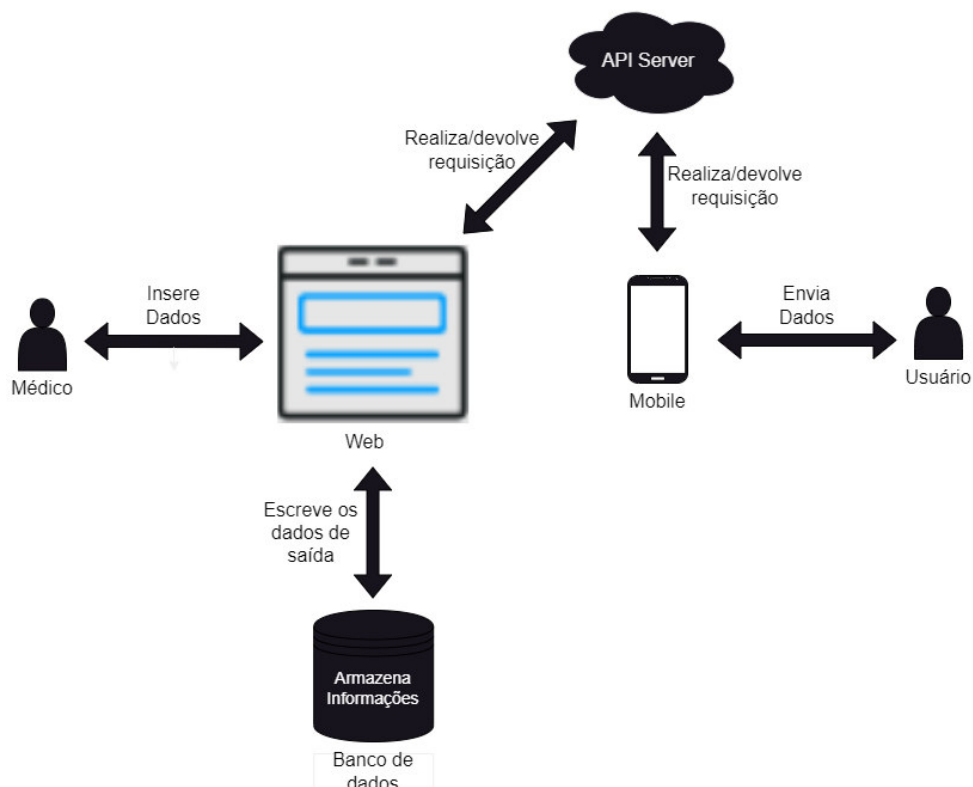 API Server
Realiza/devolve
requisição
Realiza/devolve
requisição
Insere
Dados
Envia
Dados
Médico
Usuário
Mobile
Web
Escreve os
dados de
saída
Armazena
Informações
Banco de
dados